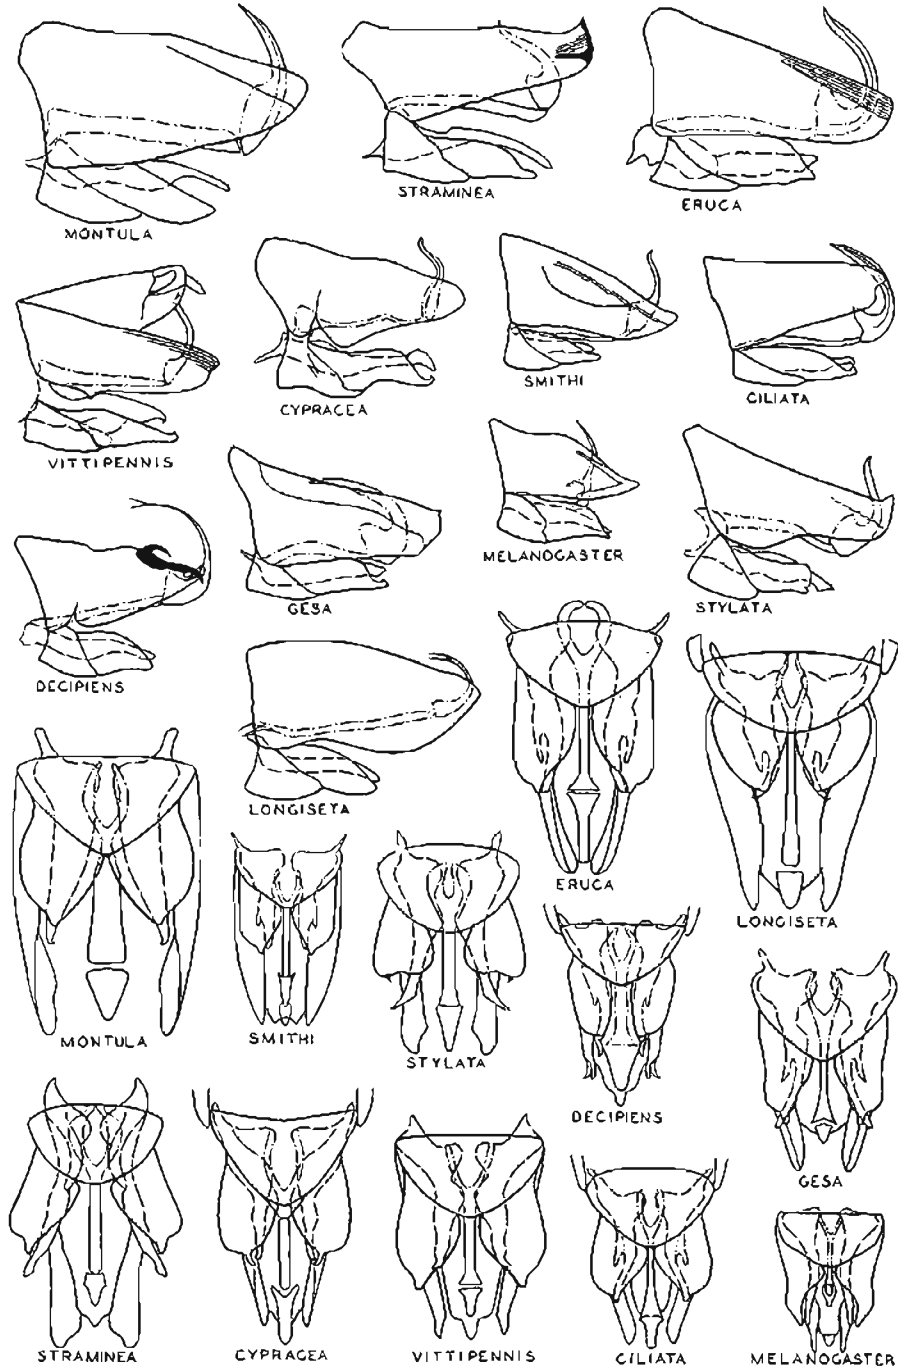 MONTULA
STRAMINEA
ERUCA
VITTIPENNIS
CYPRACEA
SMITHI
CILIATA
DECIPIENS
GESA
MELANOGASTER
STYLATA
LONGISETA
ERUCA
LONGISETA
MONTULA
SMITHI
STYLATA
DECIPIENS
GESA
STRAMINEA
CYPRACEA
VITTIPENNIS
CILIATA
MELANOGASTER